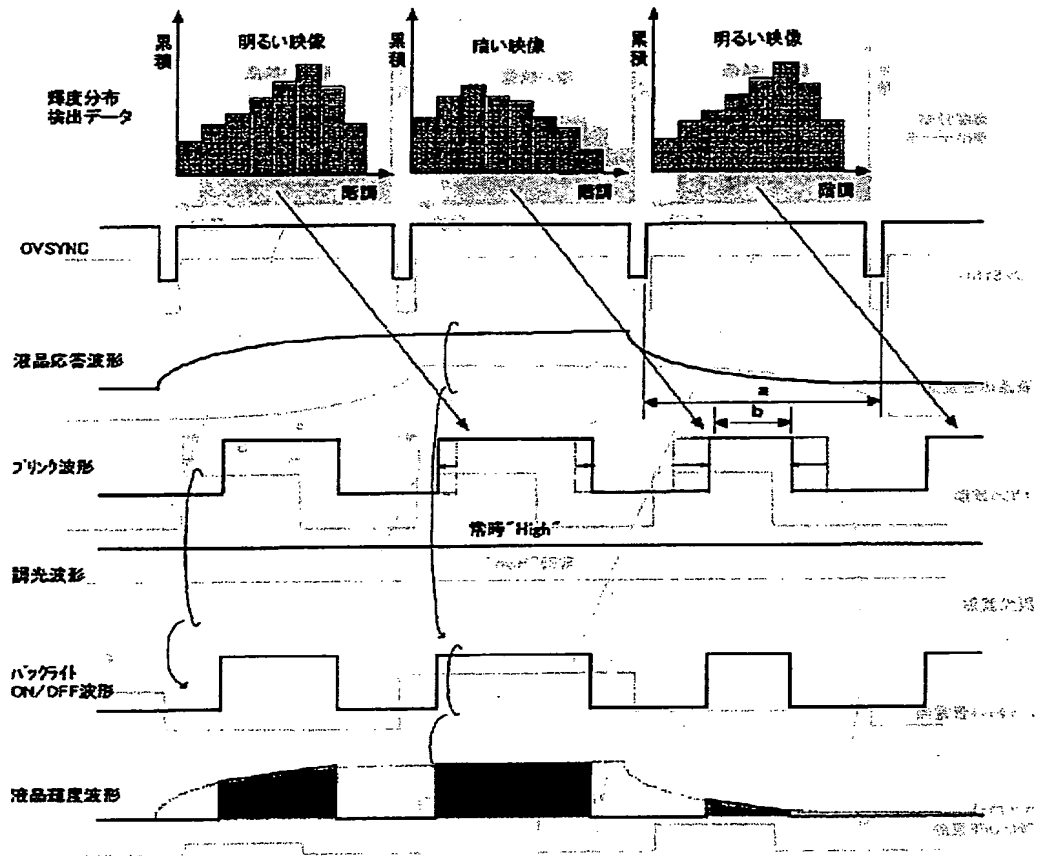 累積
明るい映像
累積
暗い映像
累積
明るい映像
輝度分布
検出データ
階調
階調
階調
OVSYNC
液晶応答波形
a
b
ブリンク波形
常時"High"
調光波形
バックライト
ON/OFF波形
液晶輝度波形